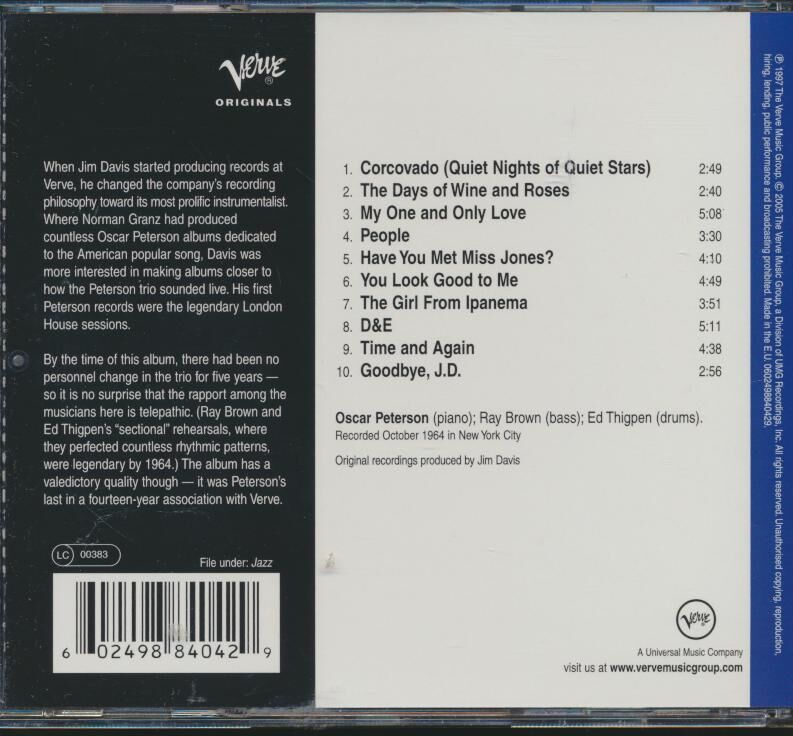 Verve®
ORIGINALS
When Jim Davis started producing records at
Verve, he changed the company's recording
philosophy toward its most prolific instrumentalist.
Where Norman Granz had produced
countless Oscar Peterson albums dedicated
to the American popular song, Davis was
more interested in making albums closer to
how the Peterson trio sounded live. His first
Peterson records were the legendary London
House sessions.
By the time of this album, there had been no
personnel change in the trio for five years —
so it is no surprise that the rapport among the
musicians here is telepathic. (Ray Brown and
Ed Thigpen's “sectional” rehearsals, where
they perfected countless rhythmic patterns,
were legendary by 1964.) The album has a
valedictory quality though — it was Peterson's
last in a fourteen-year association with Verve.
LC 00383
File under: Jazz
6 02498 84042 9
1. Corcovado (Quiet Nights of Quiet Stars) 2:49
2. The Days of Wine and Roses 2:40
3. My One and Only Love 5:08
4. People 3:30
5. Have You Met Miss Jones? 4:10
6. You Look Good to Me 4:49
7. The Girl From Ipanema 3:51
8. D&E 5:11
9. Time and Again 4:38
10. Goodbye, J.D. 2:56
Oscar Peterson (piano); Ray Brown (bass); Ed Thigpen (drums).
Recorded October 1964 in New York City
Original recordings produced by Jim Davis
Verve®
A Universal Music Company
visit us at www.vervemusicgroup.com
℗ 1997 The Verve Music Group. © 2005 The Verve Music Group, a Division of UMG Recordings, Inc. All rights reserved. Unauthorised copying, reproduction,
hiring, lending, public performance and broadcasting prohibited. Made in the E.U. 0602498840429.